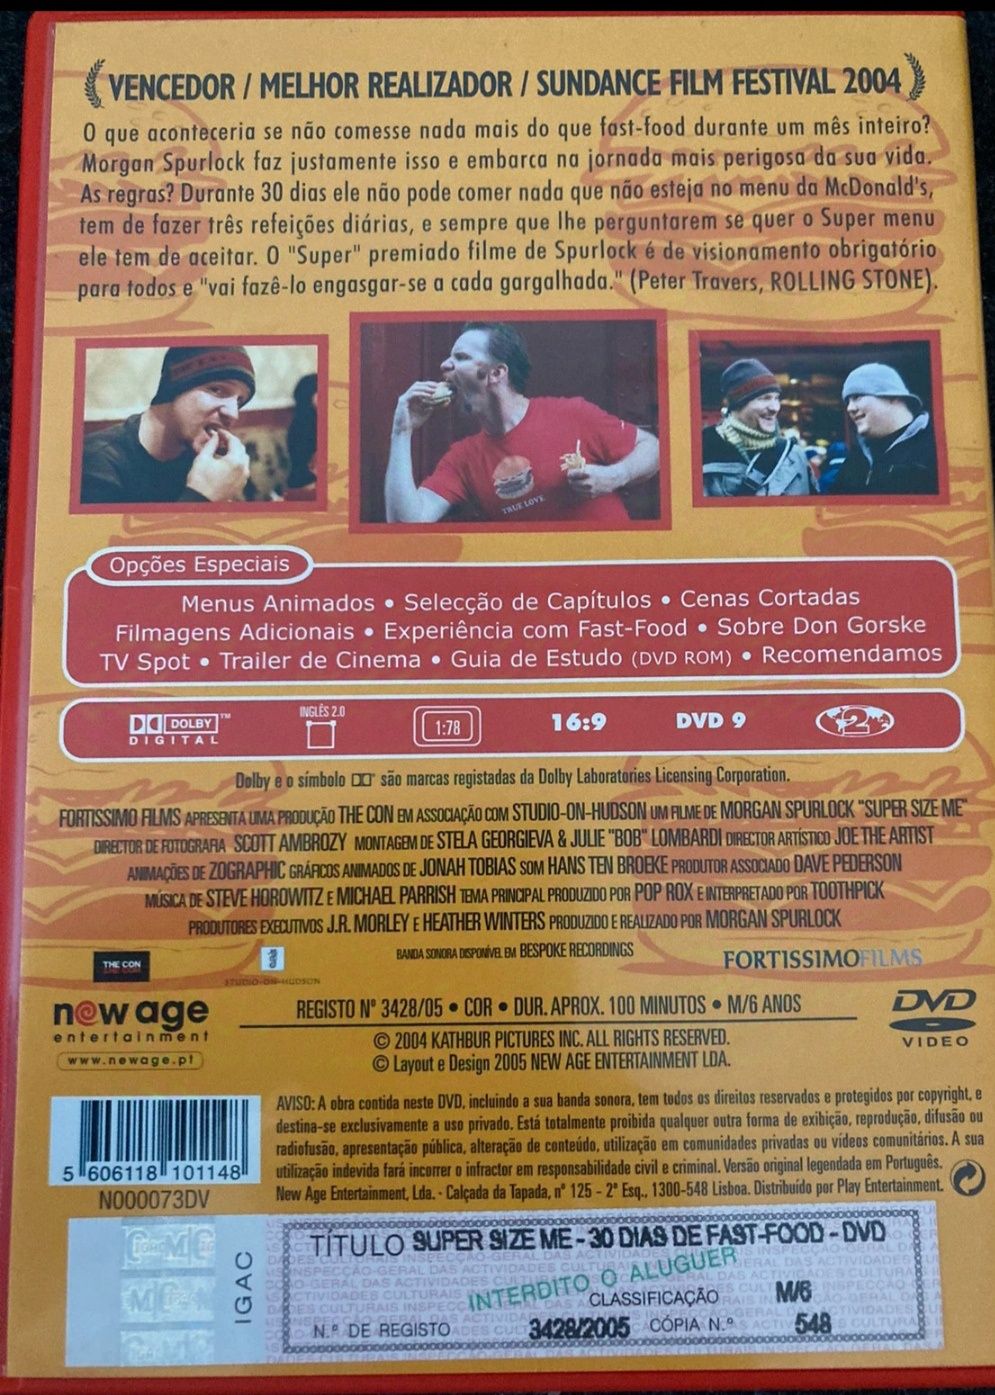 VENCEDOR / MELHOR REALIZADOR / SUNDANCE FILM FESTIVAL 2004
O que aconteceria se não comesse nada mais do que fast-food durante um mês inteiro?
Morgan Spurlock faz justamente isso e embarca na jornada mais perigosa da sua vida.
As regras? Durante 30 dias ele não pode comer nada que não esteja no menu da McDonald's,
tem de fazer três refeições diárias, e sempre que lhe perguntarem se quer o Super menu
ele tem de aceitar. O "Super" premiado filme de Spurlock é de visionamento obrigatório
para todos e "vai fazê-lo engasgar-se a cada gargalhada." (Peter Travers, ROLLING STONE).
TRUE LOVE
Opções Especiais
Menus Animados • Selecção de Capítulos • Cenas Cortadas
Filmagens Adicionais • Experiência com Fast-Food • Sobre Don Gorske
TV Spot • Trailer de Cinema • Guia de Estudo (DVD ROM) • Recomendamos
DOLBY DIGITAL™
INGLÊS 2.0
1:78
16:9
DVD 9
2
Dolby e o símbolo são marcas registadas da Dolby Laboratories Licensing Corporation.
FORTISSIMO FILMS APRESENTA UMA PRODUÇÃO THE CON EM ASSOCIAÇÃO COM STUDIO-ON-HUDSON UM FILME DE MORGAN SPURLOCK "SUPER SIZE ME"
DIRECTOR DE FOTOGRAFIA SCOTT AMBROZY MONTAGEM DE STELA GEORGIEVA & JULIE "BOB" LOMBARDI DIRECTOR ARTÍSTICO JOE THE ARTIST
ANIMAÇÕES DE ZOGRAPHIC GRÁFICOS ANIMADOS DE JONAH TOBIAS SOM HANS TEN BROEKE PRODUTOR ASSOCIADO DAVE PEDERSON
MÚSICA DE STEVE HOROWITZ E MICHAEL PARRISH TEMA PRINCIPAL PRODUZIDO POR POP ROX E INTERPRETADO POR TOOTHPICK
PRODUTORES EXECUTIVOS J.R. MORLEY E HEATHER WINTERS PRODUZIDO E REALIZADO POR MORGAN SPURLOCK
BANDA SONORA DISPONÍVEL EM BESPOKE RECORDINGS
THE CON
STUDIO-ON-HUDSON
FORTISSIMOFILMS
new age
entertainment
www.newage.pt
REGISTO Nº 3428/05 • COR • DUR. APROX. 100 MINUTOS • M/6 ANOS
© 2004 KATHBUR PICTURES INC. ALL RIGHTS RESERVED.
© Layout e Design 2005 NEW AGE ENTERTAINMENT LDA.
DVD
VIDEO
AVISO: A obra contida neste DVD, incluindo a sua banda sonora, tem todos os direitos reservados e protegidos por copyright, e
destina-se exclusivamente a uso privado. Está totalmente proibida qualquer outra forma de exibição, reprodução, difusão ou
radiofusão, apresentação pública, alteração de conteúdo, utilização em comunidades privadas ou vídeos comunitários. A sua
utilização indevida fará incorrer o infractor em responsabilidade civil e criminal. Versão original legendada em Português.
New Age Entertainment, Lda. - Calçada da Tapada, nº 125 - 2º Esq., 1300-548 Lisboa. Distribuído por Play Entertainment.
5 606118 101148
N000073DV
IGAC
TÍTULO SUPER SIZE ME - 30 DIAS DE FAST-FOOD - DVD
INTERDITO O ALUGUER
CLASSIFICAÇÃO M/6
N.º DE REGISTO 3428/2005 CÓPIA N.º 548